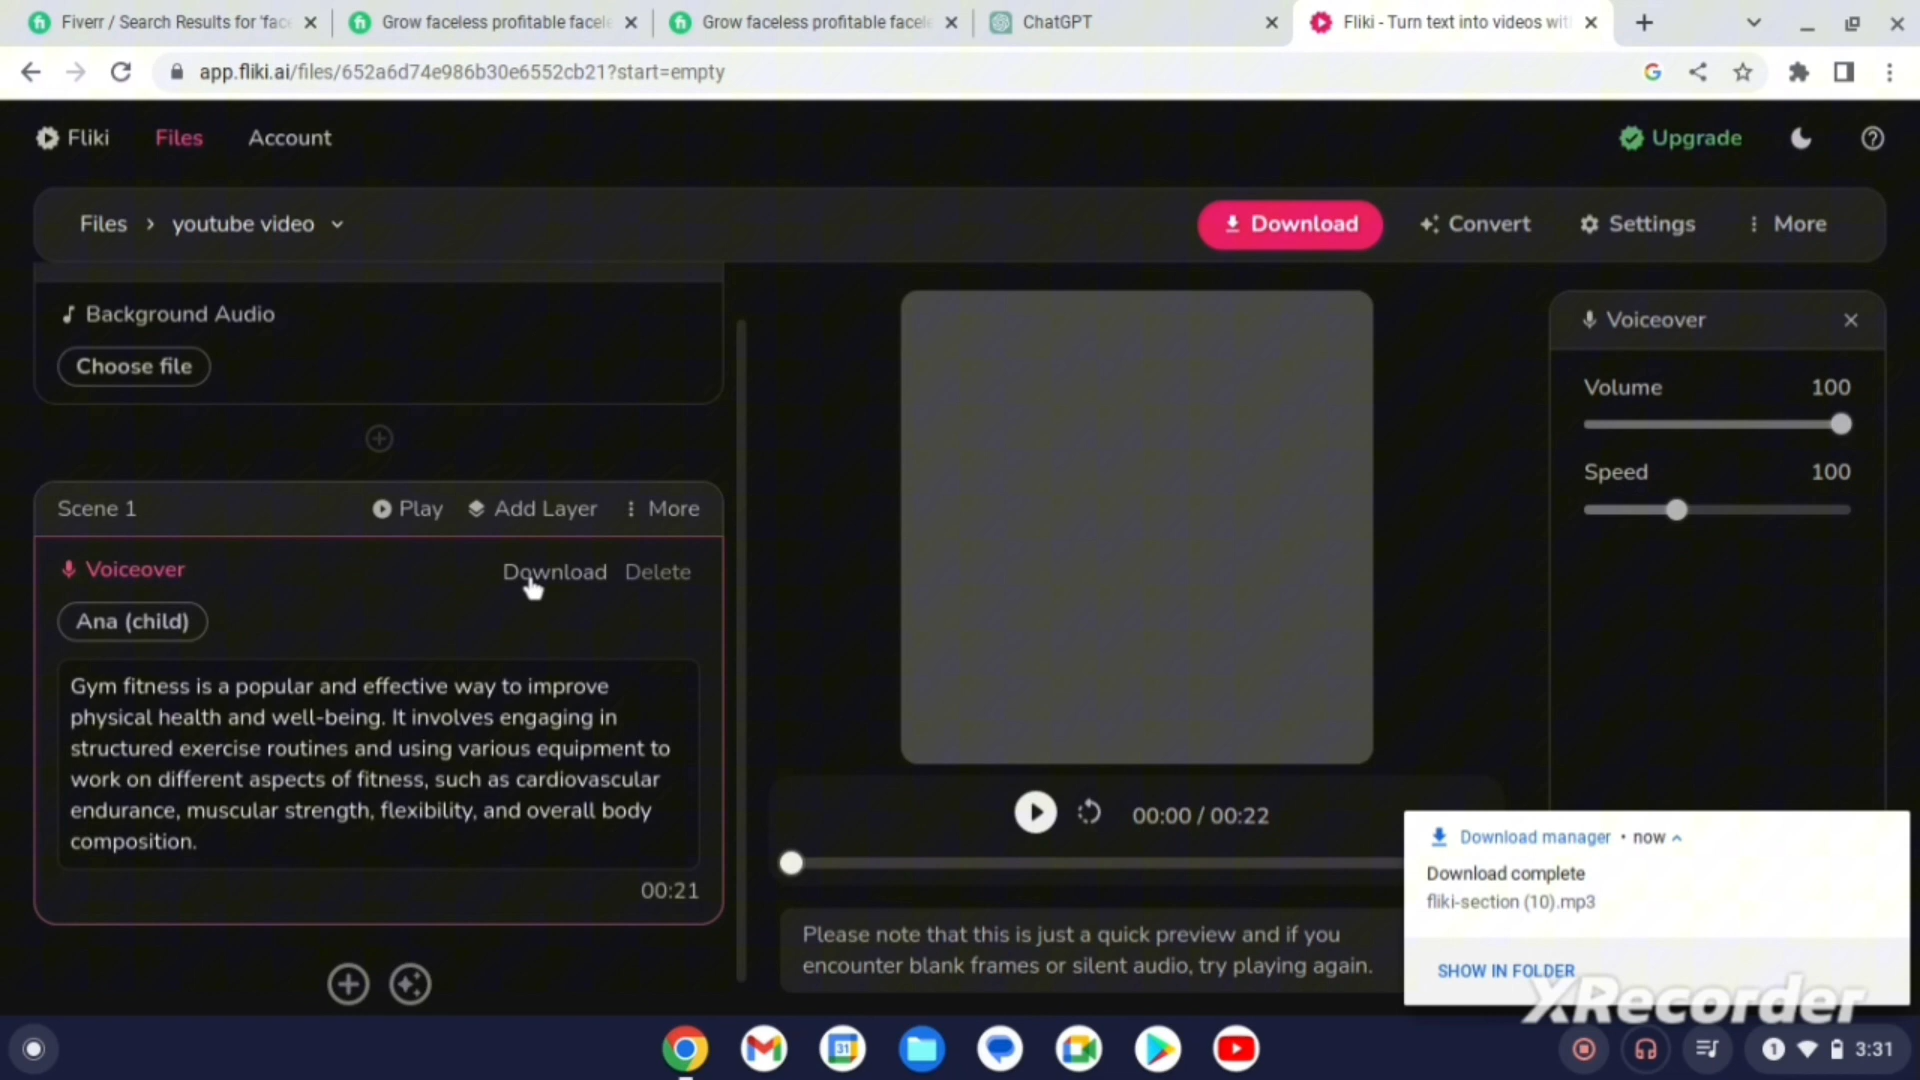 Fiverr / Search Results for 'face
Grow faceless profitable facele
Grow faceless profitable facele
ChatGPT
Fliki - Turn text into videos with
app.fliki.ai/files/652a6d74e986b30e6552cb21?start=empty
Fliki
Files
Account
Upgrade
Files > youtube video
Download
Convert
Settings
More
Background Audio
Choose file
Scene 1
Play
Add Layer
More
Voiceover
Download
Delete
Ana (child)
Gym fitness is a popular and effective way to improve
physical health and well-being. It involves engaging in
structured exercise routines and using various equipment to
work on different aspects of fitness, such as cardiovascular
endurance, muscular strength, flexibility, and overall body
composition.
00:21
00:00 / 00:22
Please note that this is just a quick preview and if you
encounter blank frames or silent audio, try playing again.
Voiceover
Volume 100
Speed 100
Download manager • now
Download complete
fliki-section (10).mp3
SHOW IN FOLDER
XRecorder
31
1
3:31